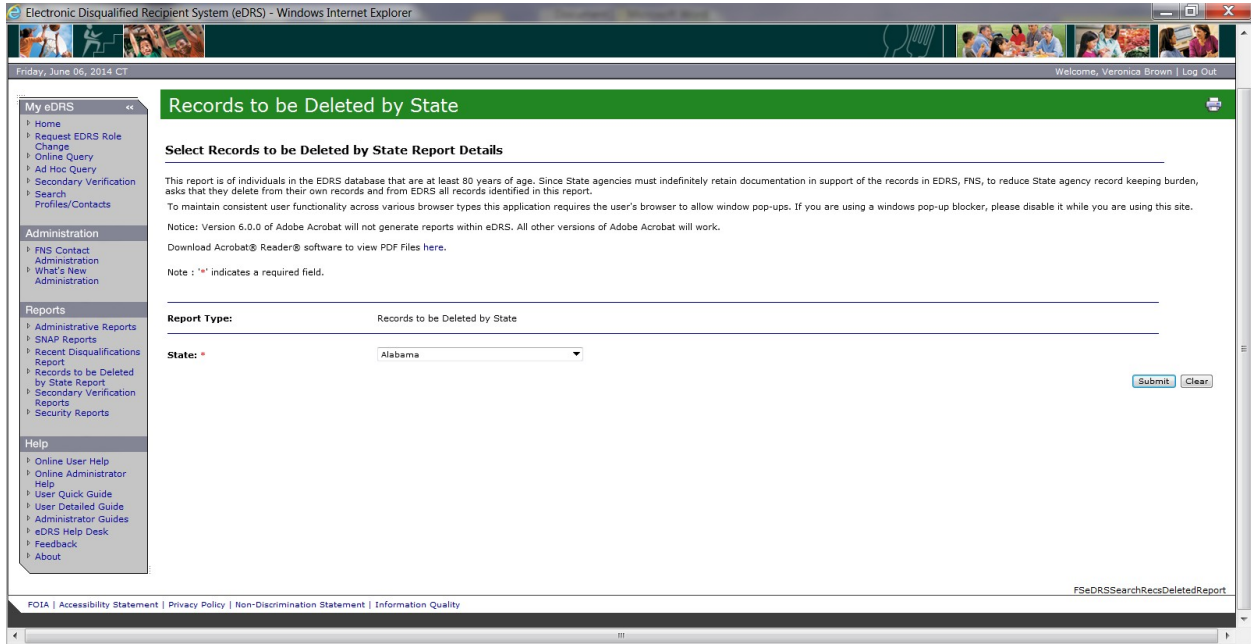 Electronic Disqualified Recipient System (eDRS) - Windows Internet Explorer
Friday, June 06, 2014 CT
Welcome, Veronica Brown | Log Out
My eDRS «
Home
Request EDRS Role
Change
Online Query
Ad Hoc Query
Secondary Verification
Search
Profiles/Contacts
Administration
FNS Contact
Administration
What's New
Administration
Reports
Administrative Reports
SNAP Reports
Recent Disqualifications
Report
Records to be Deleted
by State Report
Secondary Verification
Reports
Security Reports
Help
Online User Help
Online Administrator
Help
User Quick Guide
User Detailed Guide
Administrator Guides
eDRS Help Desk
Feedback
About
Records to be Deleted by State
Select Records to be Deleted by State Report Details
This report is of individuals in the EDRS database that are at least 80 years of age. Since State agencies must indefinitely retain documentation in support of the records in EDRS, FNS, to reduce State agency record keeping burden,
asks that they delete from their own records and from EDRS all records identified in this report.
To maintain consistent user functionality across various browser types this application requires the user's browser to allow window pop-ups. If you are using a windows pop-up blocker, please disable it while you are using this site.
Notice: Version 6.0.0 of Adobe Acrobat will not generate reports within eDRS. All other versions of Adobe Acrobat will work.
Download Acrobat® Reader® software to view PDF Files here.
Note : '*' indicates a required field.
Report Type: Records to be Deleted by State
State: * Alabama
Submit Clear
FSeDRSSearchRecsDeletedReport
FOIA | Accessibility Statement | Privacy Policy | Non-Discrimination Statement | Information Quality